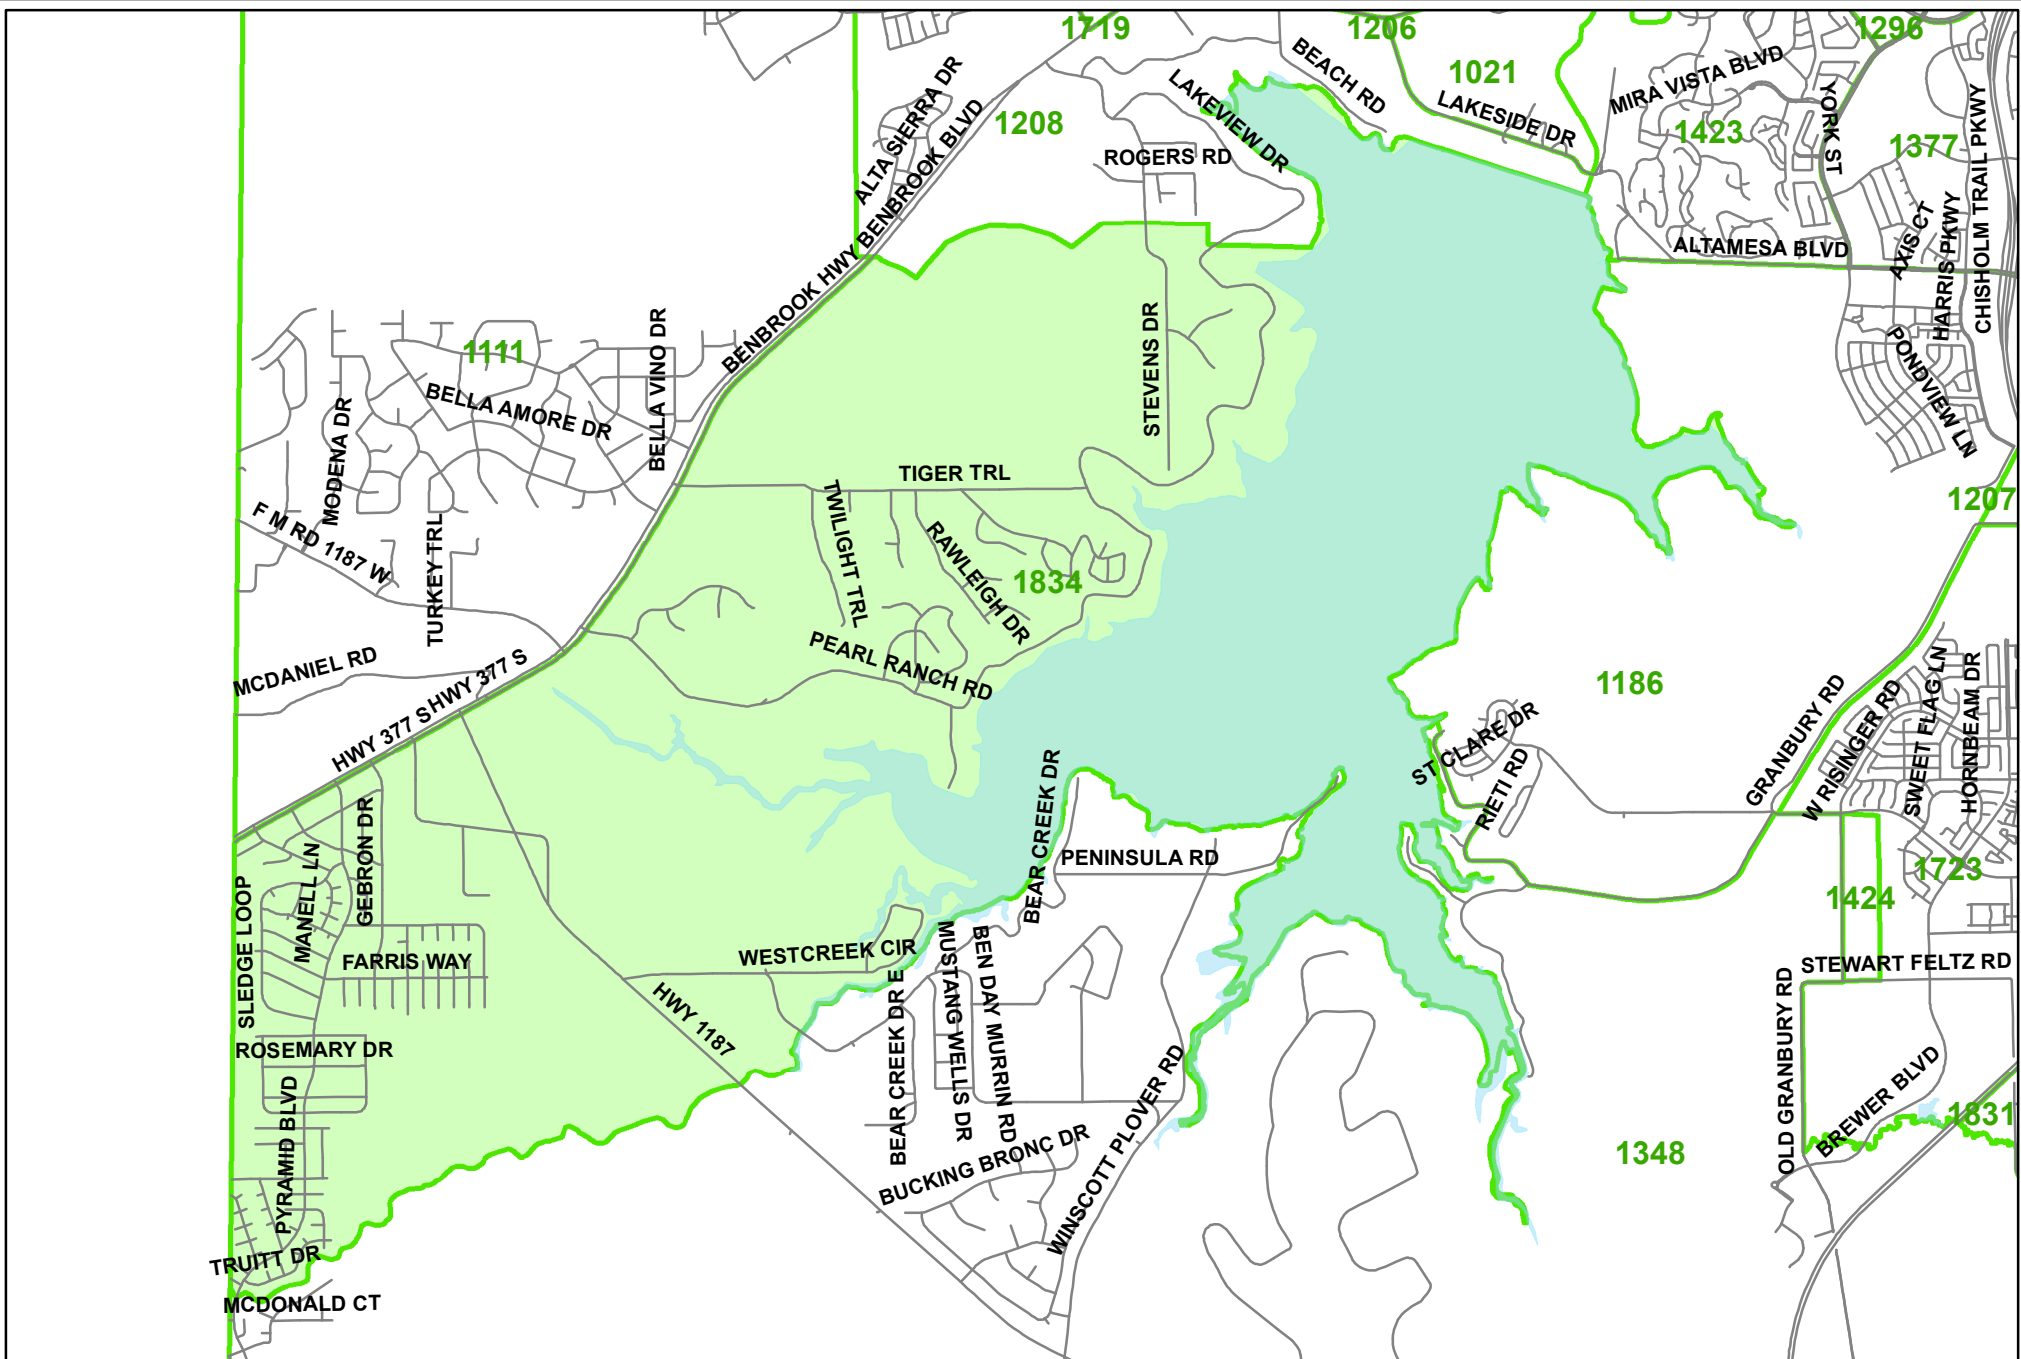 1719
1206
1296
1021
BEACH RD
MIRA VISTA BLVD
ALTA SIERRA DR
1208
LAKEVIEW DR
LAKESIDE DR
YORK ST
1423
1377
CHISHOLM TRAIL PKWY
ROGERS RD
BENBROOK BLVD
BENBROOK HWY
ALTAMESA BLVD
AXIS CT
HARRIS PKWY
STEVENS DR
PONDVIEW LN
1111
BELLA VINO DR
BELLA AMORE DR
MODENA DR
TIGER TRL
TWILIGHT TRL
RAWLEIGH DR
1207
F M RD 1187 W
TURKEY TRL
1834
PEARL RANCH RD
MCDANIEL RD
HWY 377 S
HWY 377 S
1186
GRANBURY RD
W RISINGER RD
SWEET FLAG LN
HORNBEAM DR
ST CLARE DR
RIETI RD
BEAR CREEK DR
PENINSULA RD
GEBRON DR
MANELL LN
SLEDGE LOOP
1723
1424
FARRIS WAY
WESTCREEK CIR
MUSTANG WELLS DR
BEN DAY MURRIN RD
BEAR CREEK DR E
STEWART FELTZ RD
OLD GRANBURY RD
HWY 1187
ROSEMARY DR
PYRAMID BLVD
WINSCOTT PLOVER RD
BREWER BLVD
1831
BUCKING BRONC DR
1348
TRUITT DR
MCDONALD CT